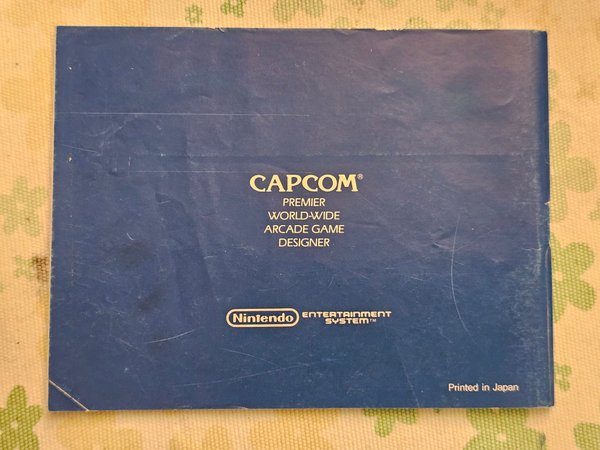 CAPCOM®
PREMIER
WORLD-WIDE
ARCADE GAME
DESIGNER
Nintendo ENTERTAINMENT
SYSTEM™
Printed in Japan